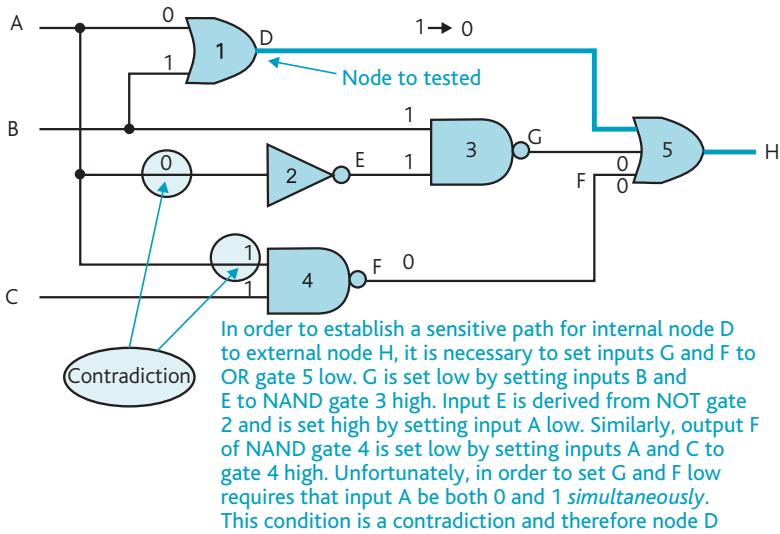 A
0
D
1
0
1
1
Node to tested
B
1
3
G
5
H
0
2
E
1
0
F
0
1
4
F
0
C
1
Contradiction
In order to establish a sensitive path for internal node D
to external node H, it is necessary to set inputs G and F to
OR gate 5 low. G is set low by setting inputs B and
E to NAND gate 3 high. Input E is derived from NOT gate
2 and is set high by setting input A low. Similarly, output F
of NAND gate 4 is set low by setting inputs A and C to
gate 4 high. Unfortunately, in order to set G and F low
requires that input A be both 0 and 1 simultaneously.
This condition is a contradiction and therefore node D